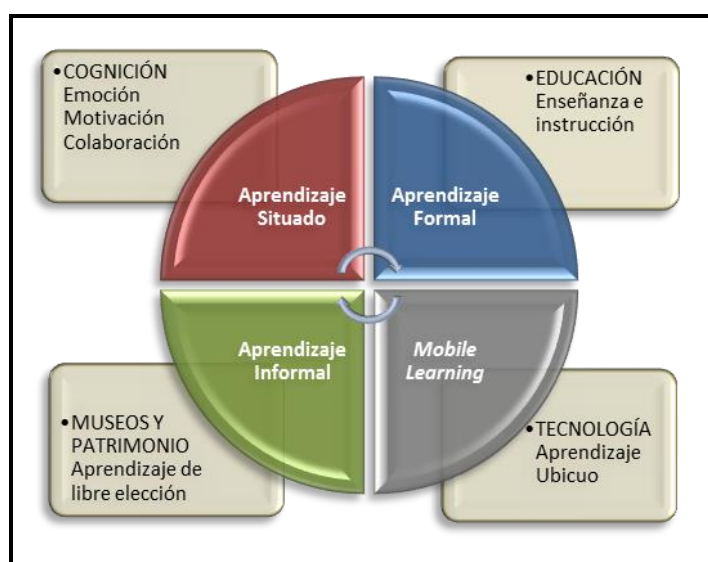 •COGNICIÓN
Emoción
Motivación
Colaboración
•EDUCACIÓN
Enseñanza e
instrucción
Aprendizaje
Situado
Aprendizaje
Formal
Aprendizaje
Informal
Mobile
Learning
•MUSEOS Y
PATRIMONIO
Aprendizaje de
libre elección
•TECNOLOGÍA
Aprendizaje
Ubicuo